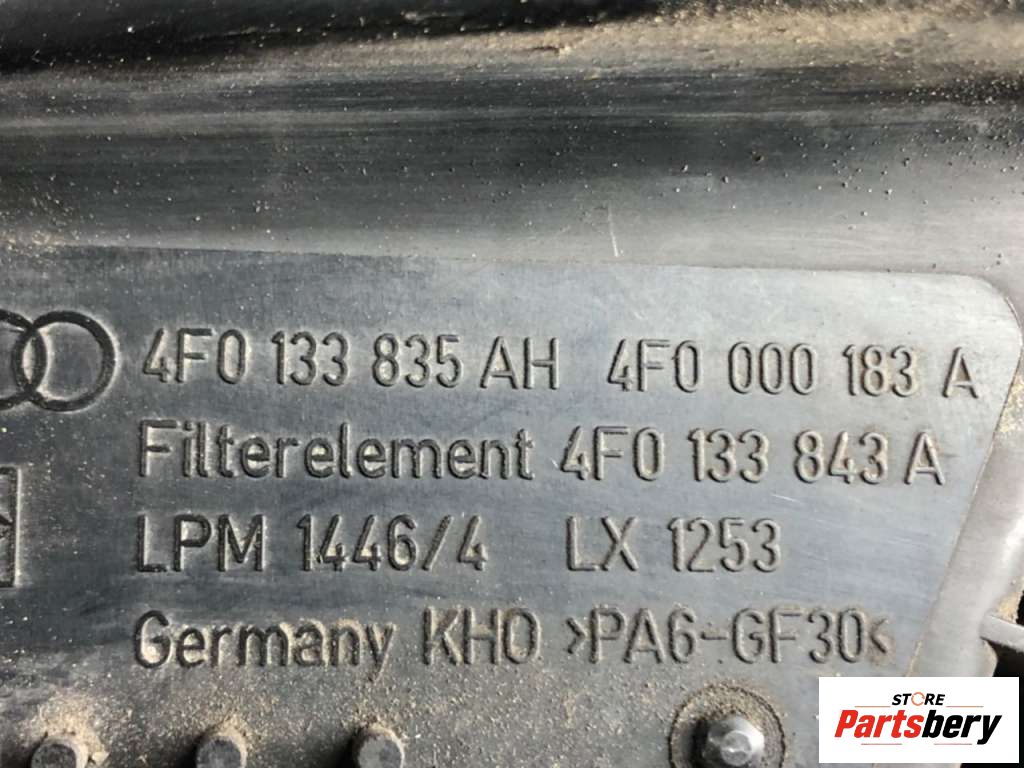 4F0 133 835 AH 4F0 000 183 A
Filterelement 4F0 133 843 A
LPM 1446/4 LX 1253
Germany KHO >PA6-GF30<
STORE
Partsbery